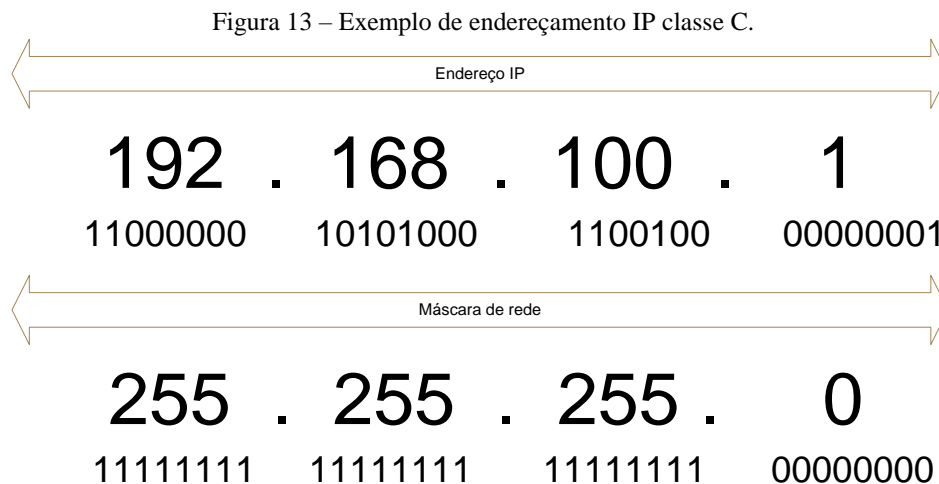 Figura 13 – Exemplo de endereçamento IP classe C.
Endereço IP
192 . 168 . 100 . 1
11000000 10101000 1100100 00000001
Máscara de rede
255 . 255 . 255 . 0
11111111 11111111 11111111 00000000